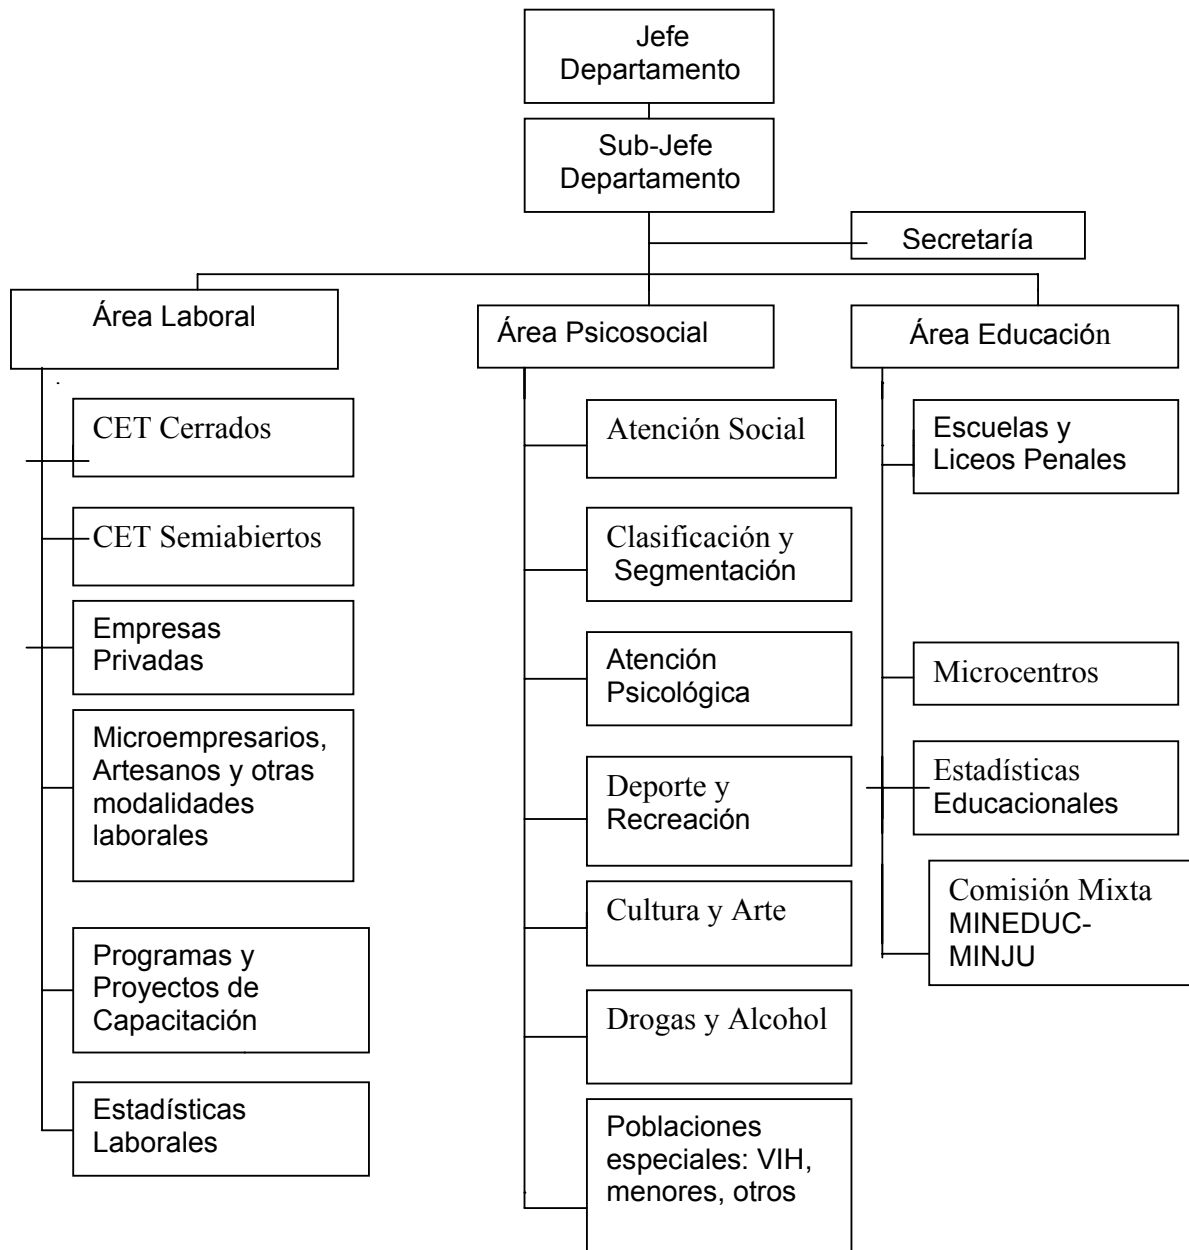 Jefe
Departamento
Sub-Jefe
Departamento
Secretaría
Área Laboral
CET Cerrados
CET Semiabiertos
Empresas
Privadas
Microempresarios,
Artesanos y otras
modalidades
laborales
Programas y
Proyectos de
Capacitación
Estadísticas
Laborales
Área Psicosocial
Atención Social
Clasificación y
Segmentación
Atención
Psicológica
Deporte y
Recreación
Cultura y Arte
Drogas y Alcohol
Poblaciones
especiales: VIH,
menores, otros
Área Educación
Escuelas y
Liceos Penales
Microcentros
Estadísticas
Educacionales
Comisión Mixta
MINEDUC-
MINJU